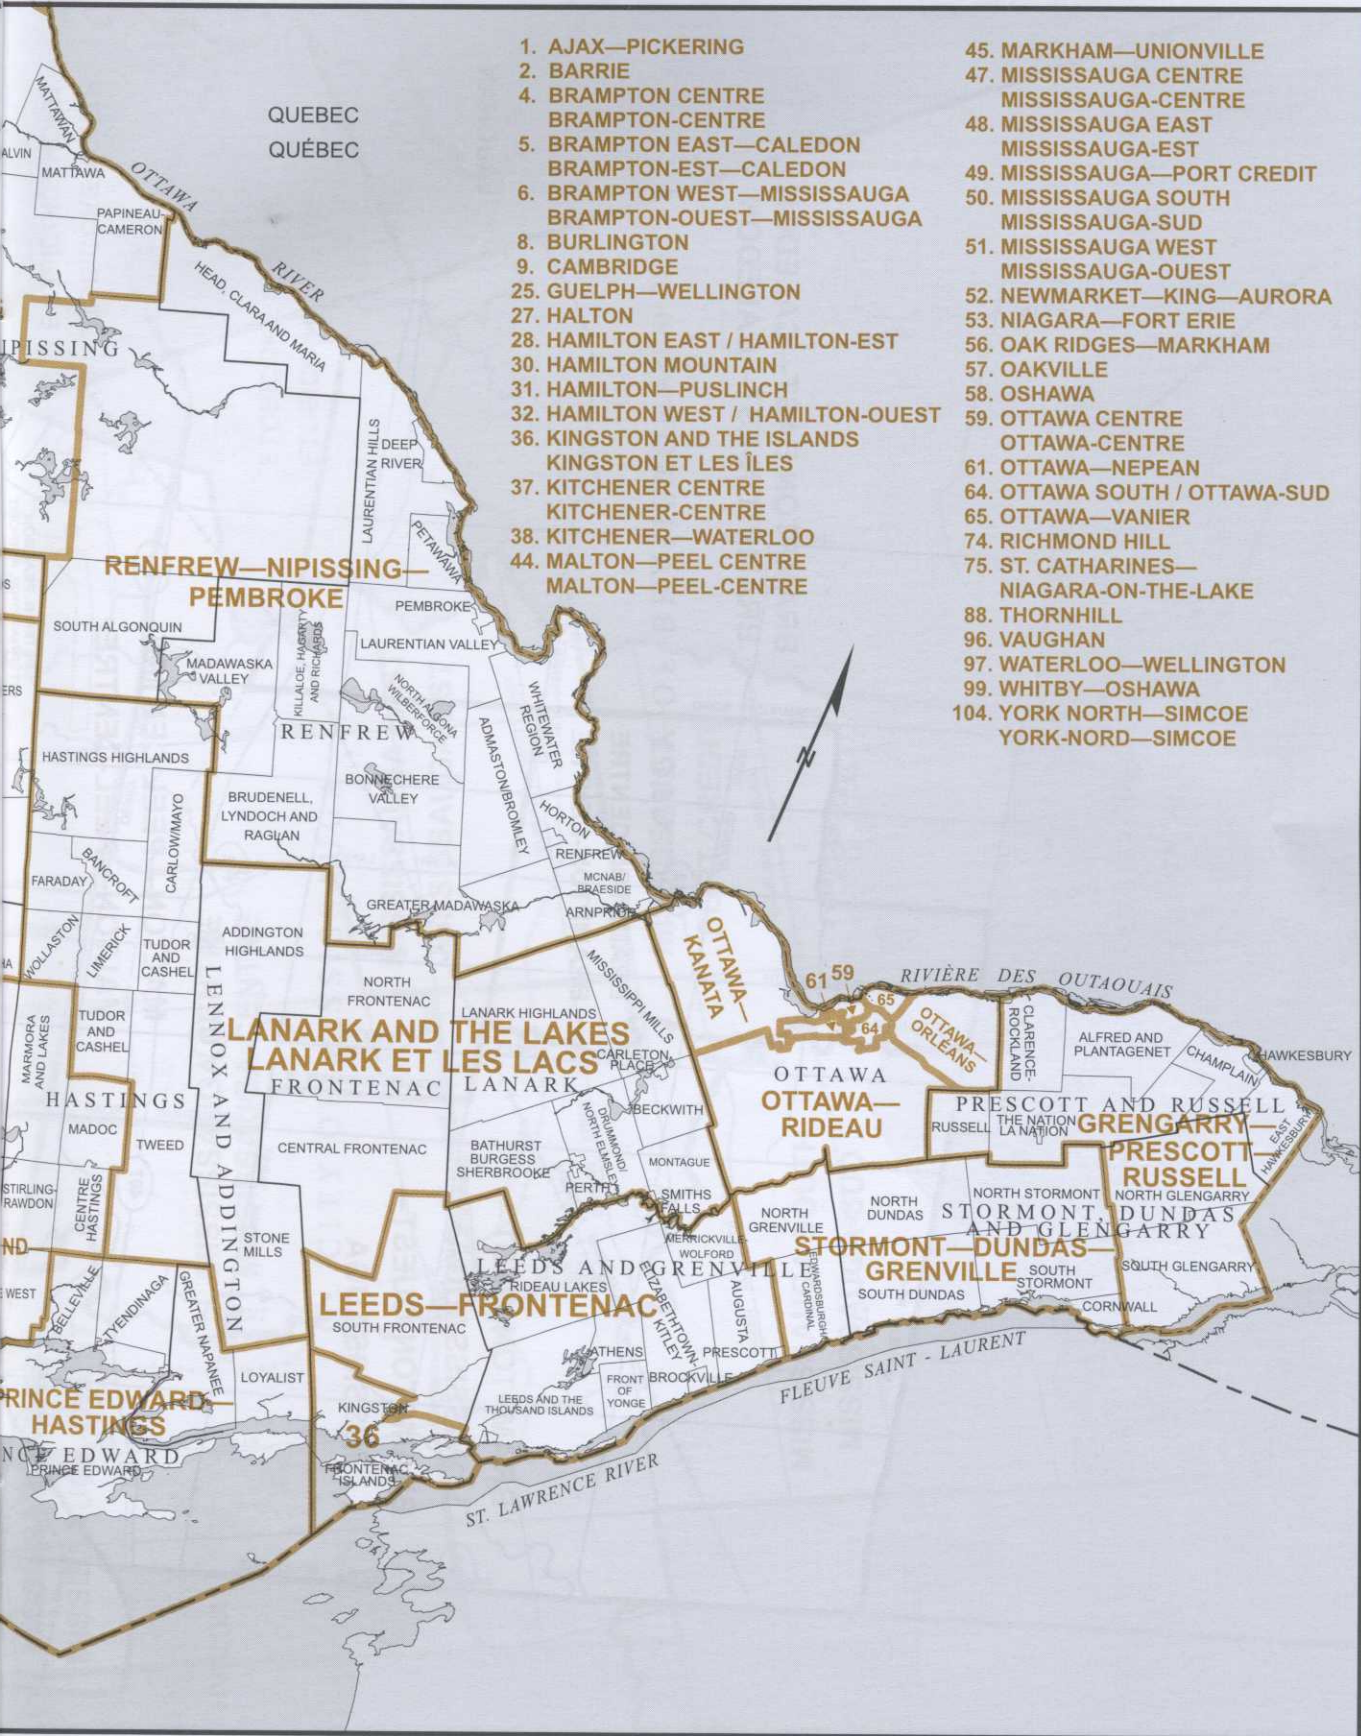 1. AJAX—PICKERING
2. BARRIE
4. BRAMPTON CENTRE
BRAMPTON-CENTRE
5. BRAMPTON EAST—CALEDON
BRAMPTON-EST—CALEDON
6. BRAMPTON WEST—MISSISSAUGA
BRAMPTON-OUEST—MISSISSAUGA
8. BURLINGTON
9. CAMBRIDGE
25. GUELPH—WELLINGTON
27. HALTON
28. HAMILTON EAST / HAMILTON-EST
30. HAMILTON MOUNTAIN
31. HAMILTON—PUSLINCH
32. HAMILTON WEST / HAMILTON-OUEST
36. KINGSTON AND THE ISLANDS
KINGSTON ET LES ÎLES
37. KITCHENER CENTRE
KITCHENER-CENTRE
38. KITCHENER—WATERLOO
44. MALTON—PEEL CENTRE
MALTON—PEEL-CENTRE
45. MARKHAM—UNIONVILLE
47. MISSISSAUGA CENTRE
MISSISSAUGA-CENTRE
48. MISSISSAUGA EAST
MISSISSAUGA-EST
49. MISSISSAUGA—PORT CREDIT
50. MISSISSAUGA SOUTH
MISSISSAUGA-SUD
51. MISSISSAUGA WEST
MISSISSAUGA-OUEST
52. NEWMARKET—KING—AURORA
53. NIAGARA—FORT ERIE
56. OAK RIDGES—MARKHAM
57. OAKVILLE
58. OSHAWA
59. OTTAWA CENTRE
OTTAWA-CENTRE
61. OTTAWA—NEPEAN
64. OTTAWA SOUTH / OTTAWA-SUD
65. OTTAWA—VANIER
74. RICHMOND HILL
75. ST. CATHARINES—
NIAGARA-ON-THE-LAKE
88. THORNHILL
96. VAUGHAN
97. WATERLOO—WELLINGTON
99. WHITBY—OSHAWA
104. YORK NORTH—SIMCOE
YORK-NORD—SIMCOE
QUEBEC
QUÉBEC
MATTAWAN
ALVIN
MATTAWA
OTTAWA
RIVER
PAPINEAU-
CAMERON
HEAD, CLARA AND MARIA
IPISSING
LAURENTIAN HILLS
DEEP
RIVER
PETAWAWA
RENFREW—NIPISSING—
PEMBROKE
PEMBROKE
SOUTH ALGONQUIN
LAURENTIAN VALLEY
MADAWASKA
VALLEY
KILLALOE, HAGARTY
AND RICHARDS
NORTH ALGONA
WILBERFORCE
WHITEWATER
REGION
ERS
RENFREW
ADMASTON/BROMLEY
HASTINGS HIGHLANDS
BONNECHERE
VALLEY
BRUDENELL,
LYNDOCH AND
RAGLAN
CARLOW/MAYO
HORTON
RENFREW
N
BANCROFT
FARADAY
MCNAB/
BRAESIDE
GREATER MADAWASKA
ARNPRIOR
WOLLASTON
LIMERICK
TUDOR
AND
CASHEL
ADDINGTON
HIGHLANDS
HA
MISSISSIPPI MILLS
OTTAWA—
KANATA
61
59
65
64
RIVIÈRE DES OUTAOUAIS
OTTAWA—
ORLÉANS
NORTH
FRONTENAC
LANARK HIGHLANDS
LENNOX AND ADDINGTON
MARMORA
AND LAKES
TUDOR
AND
CASHEL
LANARK AND THE LAKES
LANARK ET LES LACS
FRONTENAC
LANARK
CARLETON
PLACE
CLARENCE-
ROCKLAND
ALFRED AND
PLANTAGENET
CHAMPLAIN
HAWKESBURY
OTTAWA
OTTAWA—
RIDEAU
HASTINGS
BECKWITH
PRESCOTT AND RUSSELL
RUSSELL
THE NATION
LA NATION
GRENGARRY—
PRESCOTT—
RUSSELL
EAST
HAWKESBURY
MADOC
TWEED
CENTRAL FRONTENAC
BATHURST
BURGESS
SHERBROOKE
DRUMMOND/
NORTH ELMSLEY
MONTAGUE
PERTH
SMITHS
FALLS
STIRLING-
RAWDON
CENTRE
HASTINGS
NORTH
GRENVILLE
NORTH
DUNDAS
NORTH STORMONT
NORTH GLENGARRY
STORMONT, DUNDAS
AND GLENGARRY
STONE
MILLS
MERRICKVILLE-
WOLFORD
ND—
STORMONT—DUNDAS—
GRENVILLE
SOUTH
STORMONT
SOUTH GLENGARRY
LEEDS AND GRENVILLE
RIDEAU LAKES
SOUTH DUNDAS
CORNWALL
EDWARDSBURGH/
CARDINAL
E WEST
BELLEVILLE
TYENDINAGA
GREATER NAPANEE
LEEDS—FRONTENAC
SOUTH FRONTENAC
ELIZABETHTOWN-
KITLEY
AUGUSTA
PRESCOTT
ATHENS
LOYALIST
FRONT
OF
YONGE
BROCKVILLE
LEEDS AND THE
THOUSAND ISLANDS
FLEUVE SAINT - LAURENT
PRINCE EDWARD—
HASTINGS
KINGSTON
36
NCE EDWARD
PRINCE EDWARD
FRONTENAC
ISLANDS
ST. LAWRENCE RIVER